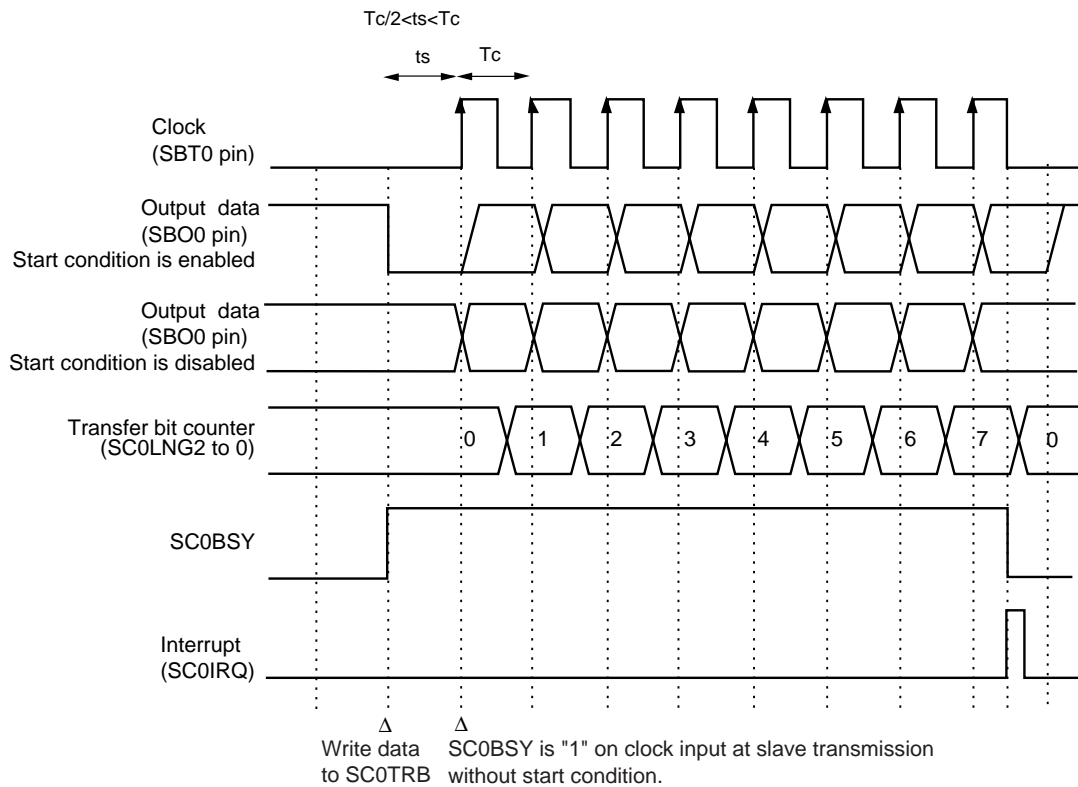 Tc/2<ts<Tc
ts Tc
Clock
(SBT0 pin)
Output data
(SBO0 pin)
Start condition is enabled
Output data
(SBO0 pin)
Start condition is disabled
Transfer bit counter
(SC0LNG2 to 0)
0 1 2 3 4 5 6 7 0
SC0BSY
Interrupt
(SC0IRQ)
Δ Δ
Write data
to SC0TRB
SC0BSY is "1" on clock input at slave transmission
without start condition.